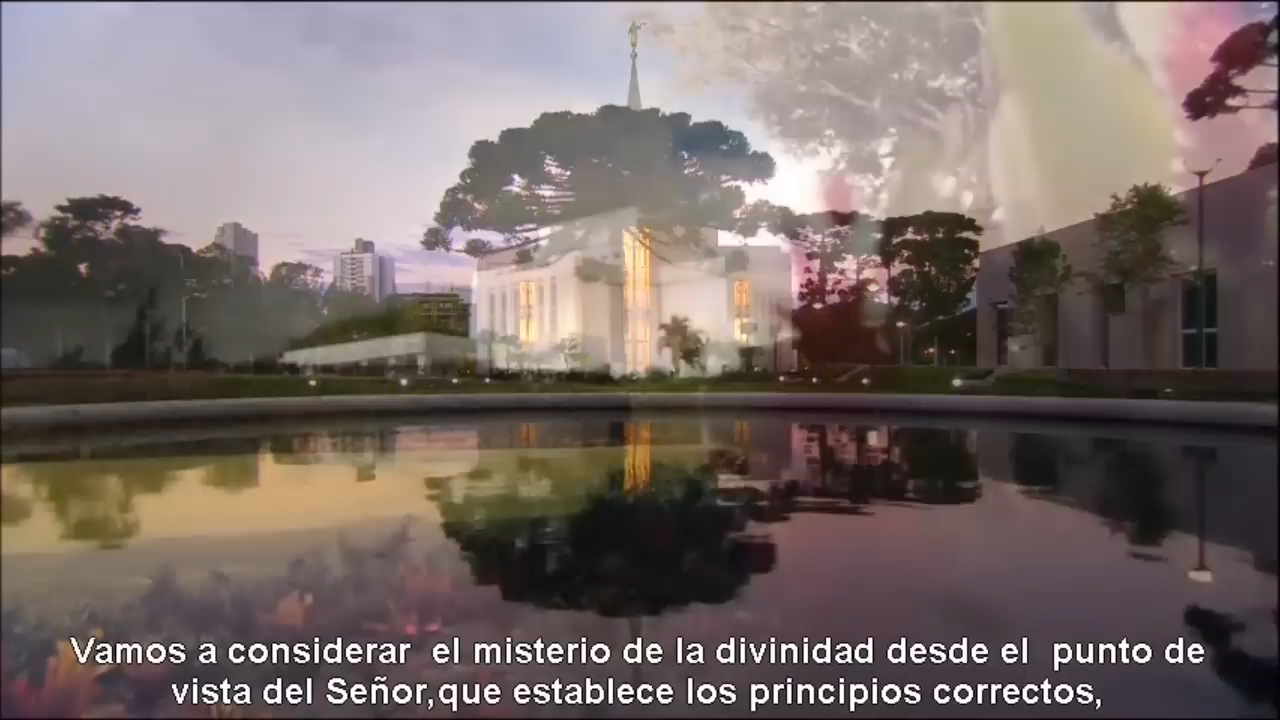 Vamos a considerar  el misterio de la divinidad desde el  punto de
vista del Señor,que establece los principios correctos,